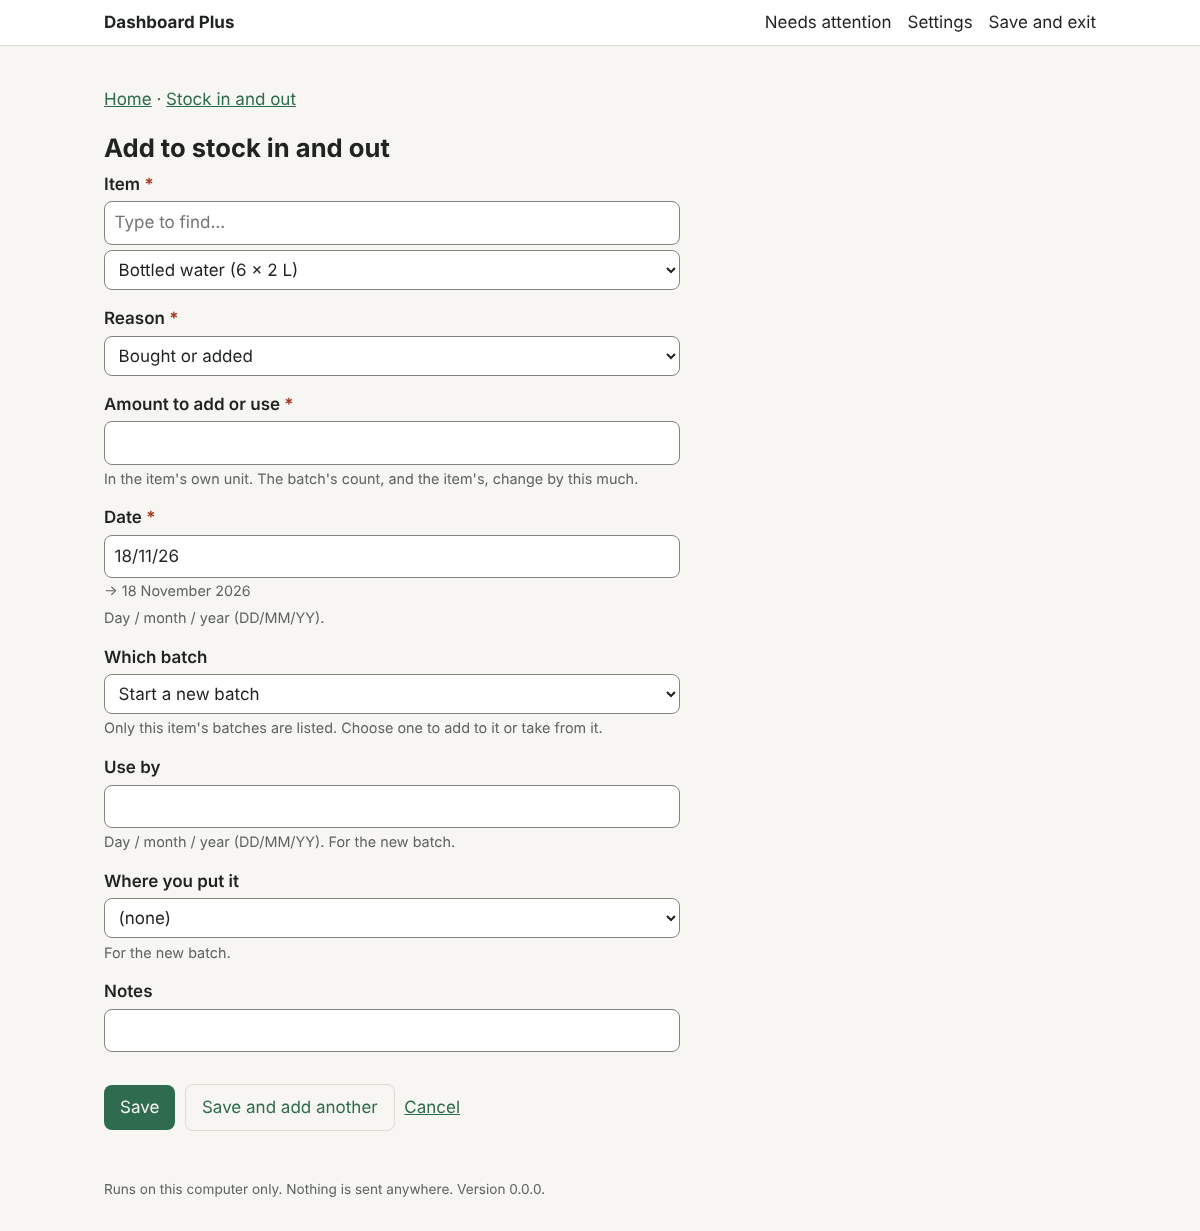 Dashboard Plus
Needs attention Settings Save and exit
Home · Stock in and out
Add to stock in and out
Item *
Type to find...
Bottled water (6 × 2 L)
Reason *
Bought or added
Amount to add or use *
In the item's own unit. The batch's count, and the item's, change by this much.
Date *
18/11/26
→ 18 November 2026
Day / month / year (DD/MM/YY).
Which batch
Start a new batch
Only this item's batches are listed. Choose one to add to it or take from it.
Use by
Day / month / year (DD/MM/YY). For the new batch.
Where you put it
(none)
For the new batch.
Notes
Save Save and add another Cancel
Runs on this computer only. Nothing is sent anywhere. Version 0.0.0.